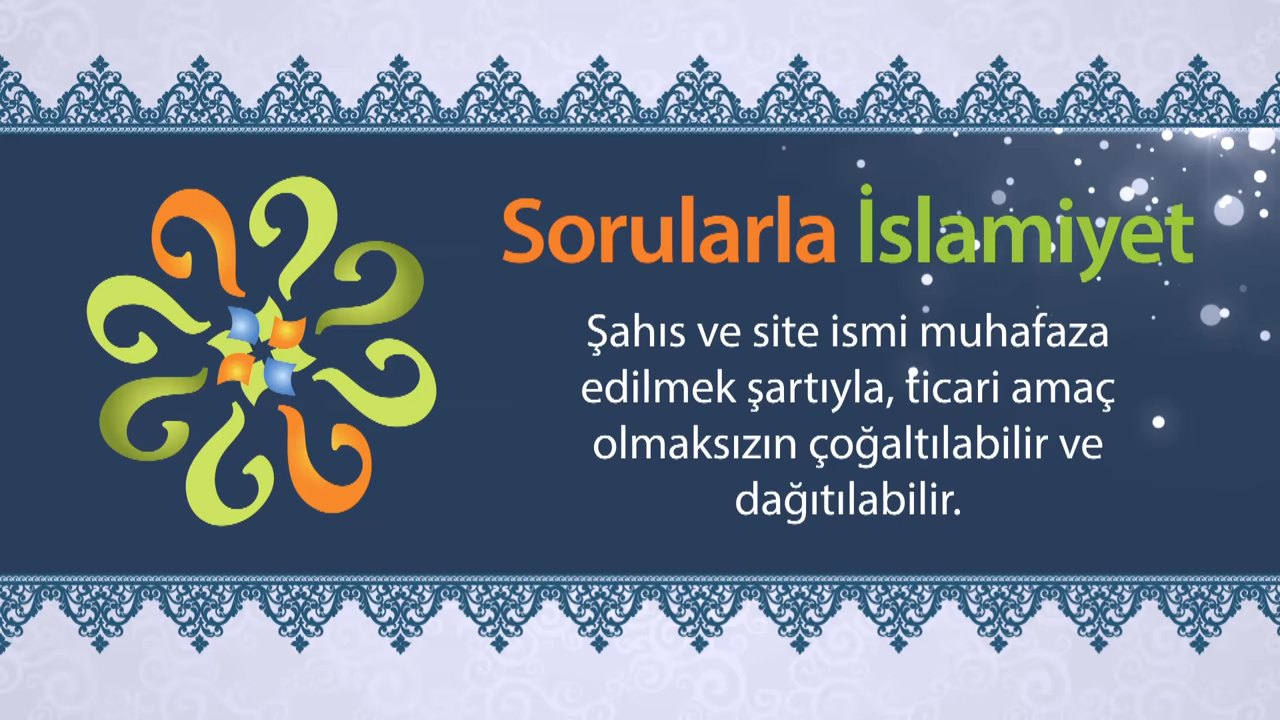 Sorularla İslamiyet
Şahıs ve site ismi muhafaza
edilmek şartıyla, ticari amaç
olmaksızın çoğaltılabilir ve
dağıtılabilir.